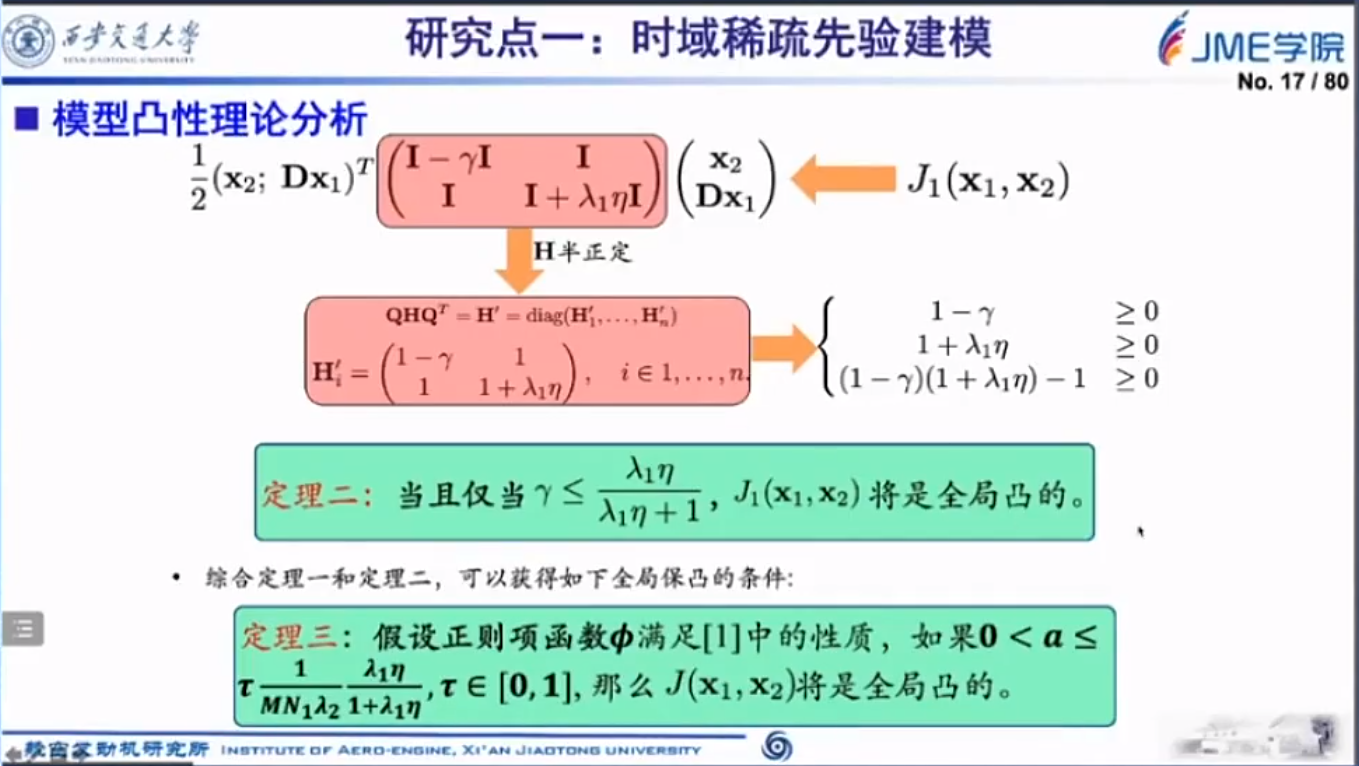 西安交通大学
XI'AN JIAOTONG UNIVERSITY
研究点一：时域稀疏先验建模
JME学院
No. 17 / 80
■ 模型凸性理论分析
$\frac{1}{2}(\mathbf{x}_2;\ \mathbf{D}\mathbf{x}_1)^T \begin{pmatrix} \mathbf{I}-\gamma\mathbf{I} & \mathbf{I} \\ \mathbf{I} & \mathbf{I}+\lambda_1\eta\mathbf{I} \end{pmatrix} \begin{pmatrix} \mathbf{x}_2 \\ \mathbf{D}\mathbf{x}_1 \end{pmatrix}$ $J_1(\mathbf{x}_1,\mathbf{x}_2)$
H半正定
$\mathbf{QHQ}^T = \mathbf{H}' = \mathrm{diag}(\mathbf{H}'_1,\ldots,\mathbf{H}'_n)$
$\mathbf{H}'_i = \begin{pmatrix} 1-\gamma & 1 \\ 1 & 1+\lambda_1\eta \end{pmatrix},\quad i \in 1,\ldots,n.$
$\begin{cases} 1-\gamma & \geq 0 \\ 1+\lambda_1\eta & \geq 0 \\ (1-\gamma)(1+\lambda_1\eta)-1 & \geq 0 \end{cases}$
定理二：当且仅当 $\gamma \leq \frac{\lambda_1\eta}{\lambda_1\eta+1}$，$J_1(\mathbf{x}_1,\mathbf{x}_2)$ 将是全局凸的。
• 综合定理一和定理二，可以获得如下全局保凸的条件:
定理三：假设正则项函数$\phi$满足[1]中的性质，如果$0 < a \leq$
$\tau\frac{1}{MN_1\lambda_2}\frac{\lambda_1\eta}{1+\lambda_1\eta}, \tau \in [0,1]$, 那么 $J(\mathbf{x}_1,\mathbf{x}_2)$将是全局凸的。
航空发动机研究所 INSTITUTE OF AERO-ENGINE, XI'AN JIAOTONG UNIVERSITY